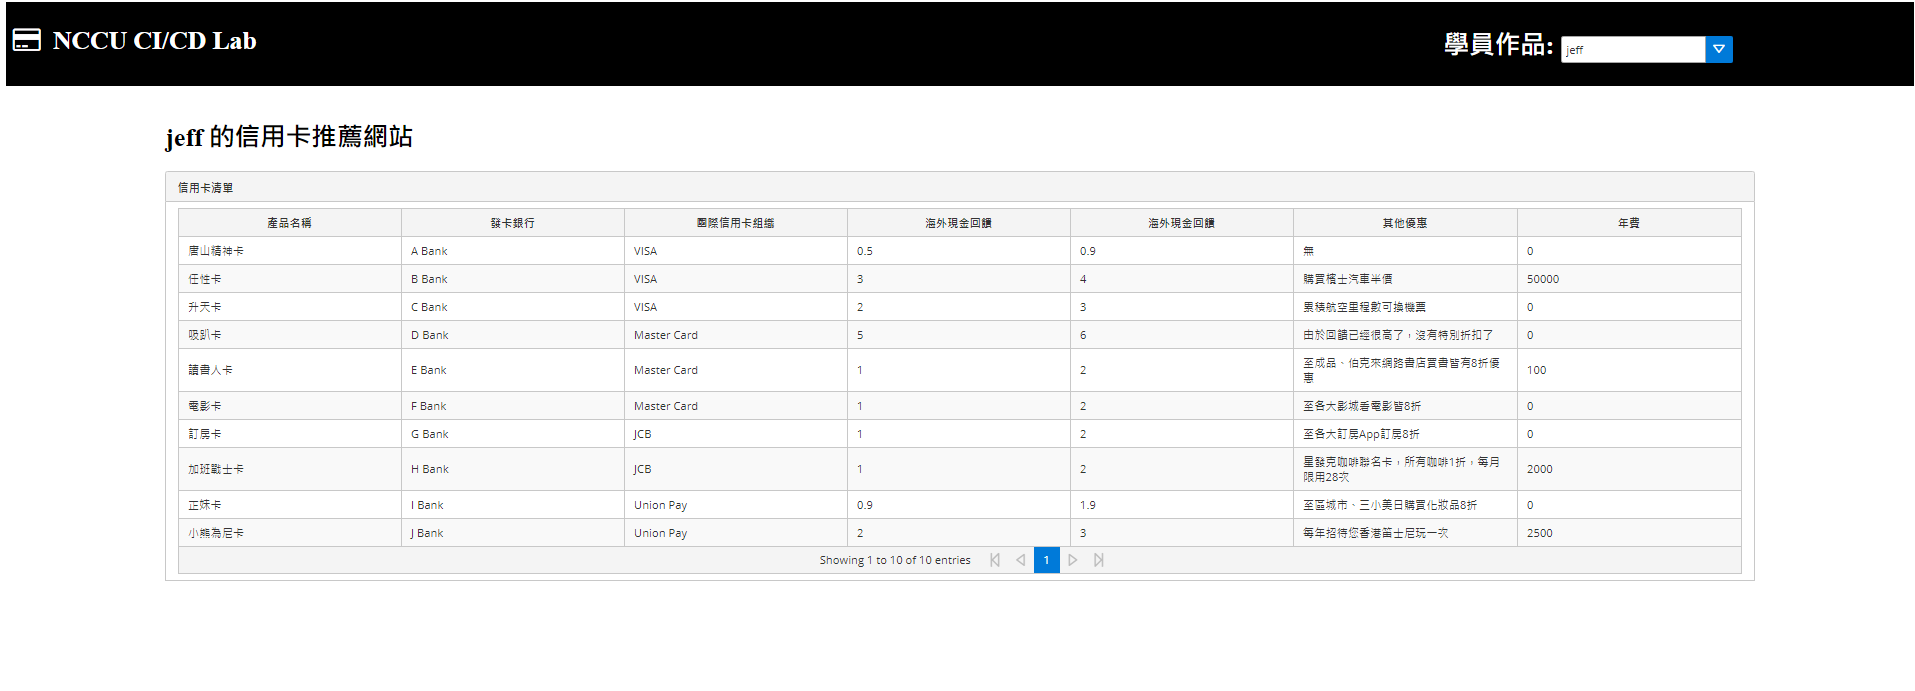 NCCU CI/CD Lab
學員作品: jeff
jeff 的信用卡推薦網站
信用卡清單
產品名稱 發卡銀行 國際信用卡組織 海外現金回饋 海外現金回饋 其他優惠 年費
唐山精神卡 A Bank VISA 0.5 0.9 無 0
任性卡 B Bank VISA 3 4 購買檳士汽車半價 50000
升天卡 C Bank VISA 2 3 累積航空里程數可換機票 0
吸趴卡 D Bank Master Card 5 6 由於回饋已經很高了，沒有特別折扣了 0
讀書人卡 E Bank Master Card 1 2 至成品、伯克來網路書店買書皆有8折優
惠 100
電影卡 F Bank Master Card 1 2 至各大影城看電影皆8折 0
訂房卡 G Bank JCB 1 2 至各大訂房App訂房8折 0
加班戰士卡 H Bank JCB 1 2 星發克咖啡聯名卡，所有咖啡1折，每月
限用28次 2000
正妹卡 I Bank Union Pay 0.9 1.9 至區城市、三小美日購買化妝品8折 0
小熊為尼卡 J Bank Union Pay 2 3 每年招待您香港笛士尼玩一次 2500
Showing 1 to 10 of 10 entries 1